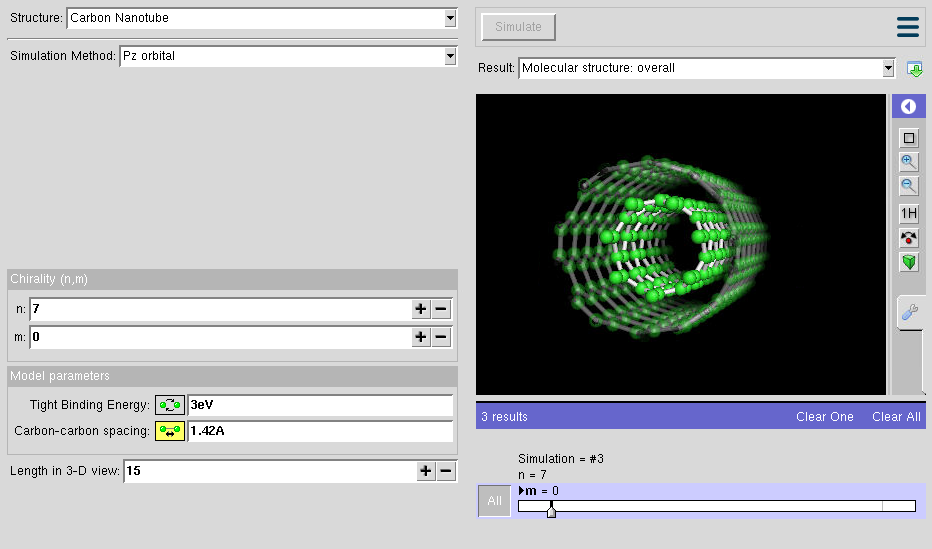 Structure: Carbon Nanotube
Simulation Method: Pz orbital
Chirality (n,m)
n: 7
m: 0
Model parameters
Tight Binding Energy: 3eV
Carbon-carbon spacing: 1.42A
Length in 3-D view: 15
Simulate
Result: Molecular structure: overall
1H
3 results Clear One Clear All
Simulation = #3
n = 7
All
m = 0